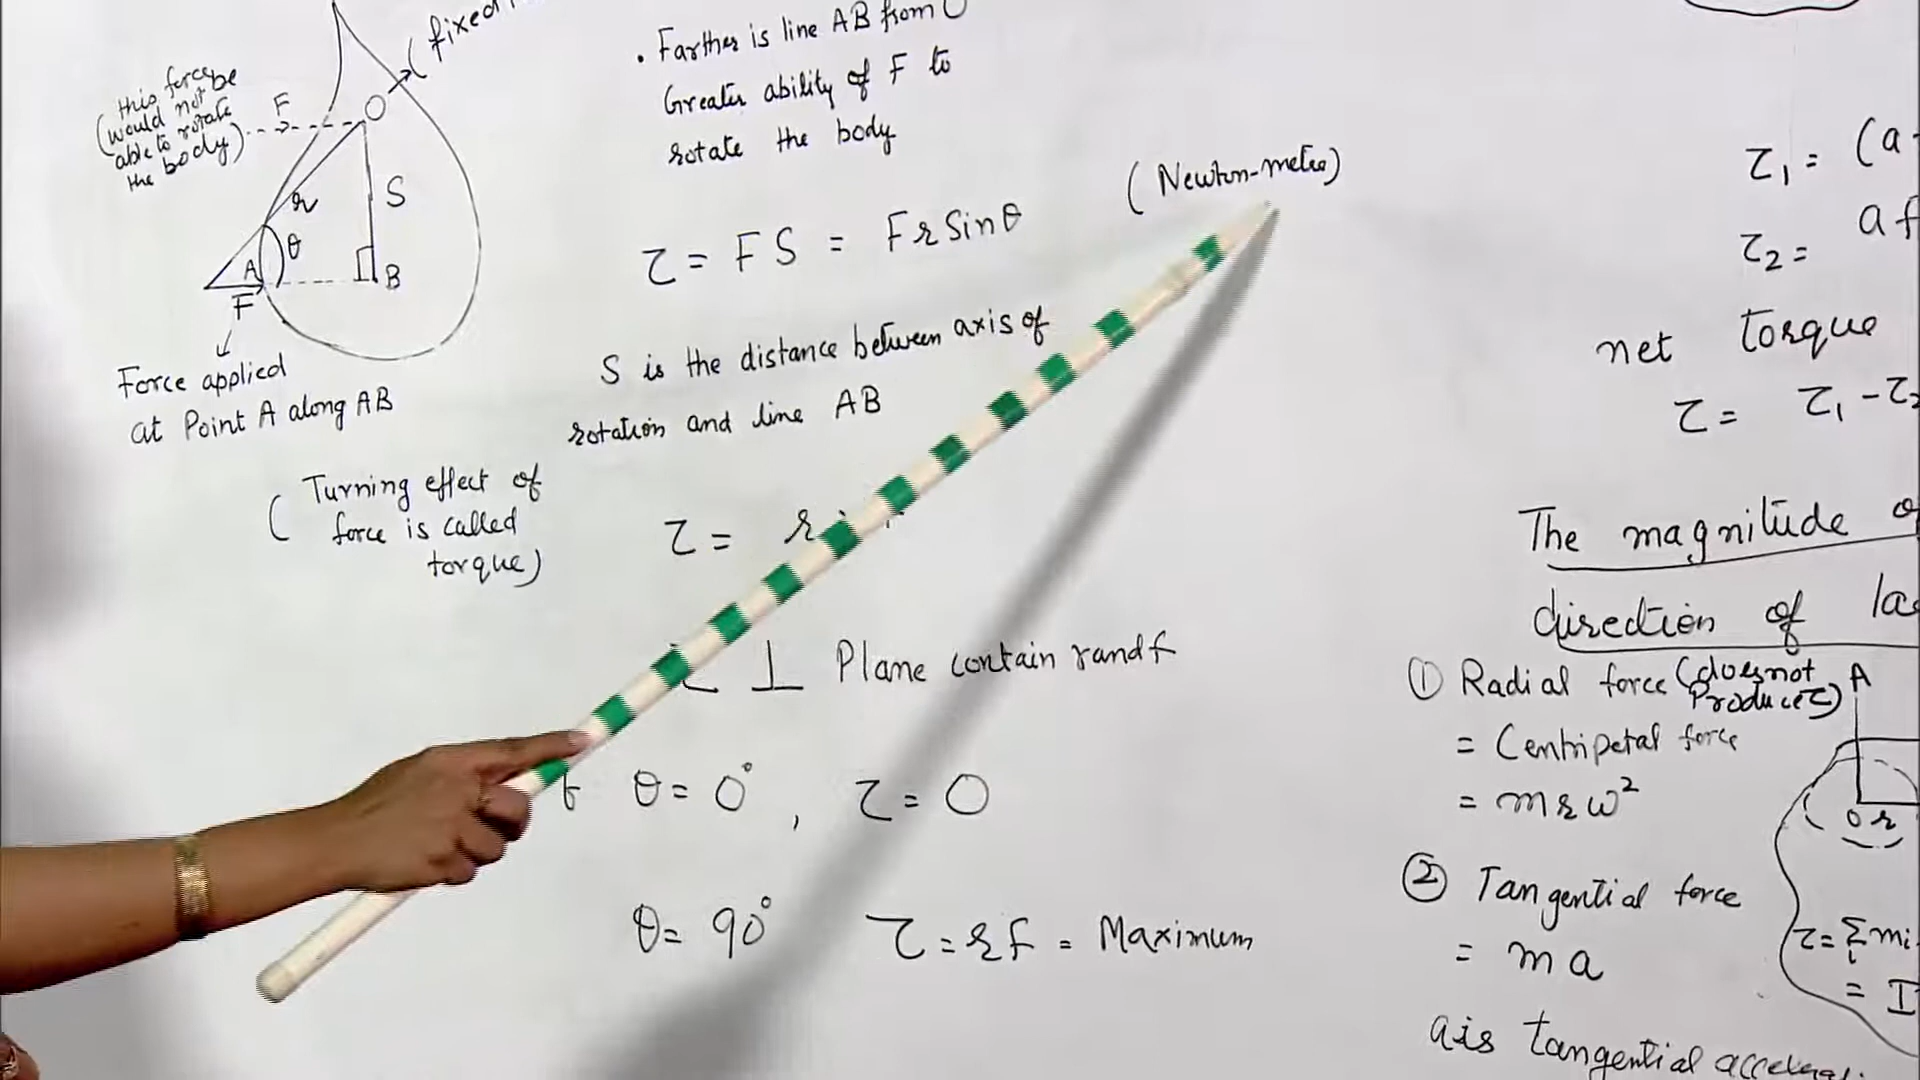 (fixed
(this force
would not be
able to rotate
the body)
F
O
r
S
θ
A
B
F
Force applied
at Point A along AB
(Turning effect of
force is called
torque)
. Farther is line AB from O
Greater ability of F to
rotate the body
(Newton-metre)
τ = FS = Fr Sinθ
S is the distance between axis of
rotation and line AB
τ = r
⊥ Plane contain r and F
θ = 0°, τ = 0
θ = 90° τ = rF = Maximum
τ₁ = (a
τ₂ =
net torque
τ = τ₁ - τ₂
The magnitude
direction of
① Radial force (does not
Produce τ)
= Centripetal force
= mrω²
A
O r
② Tangential force
= ma
a is tangential
τ = Σ mi
i
= I